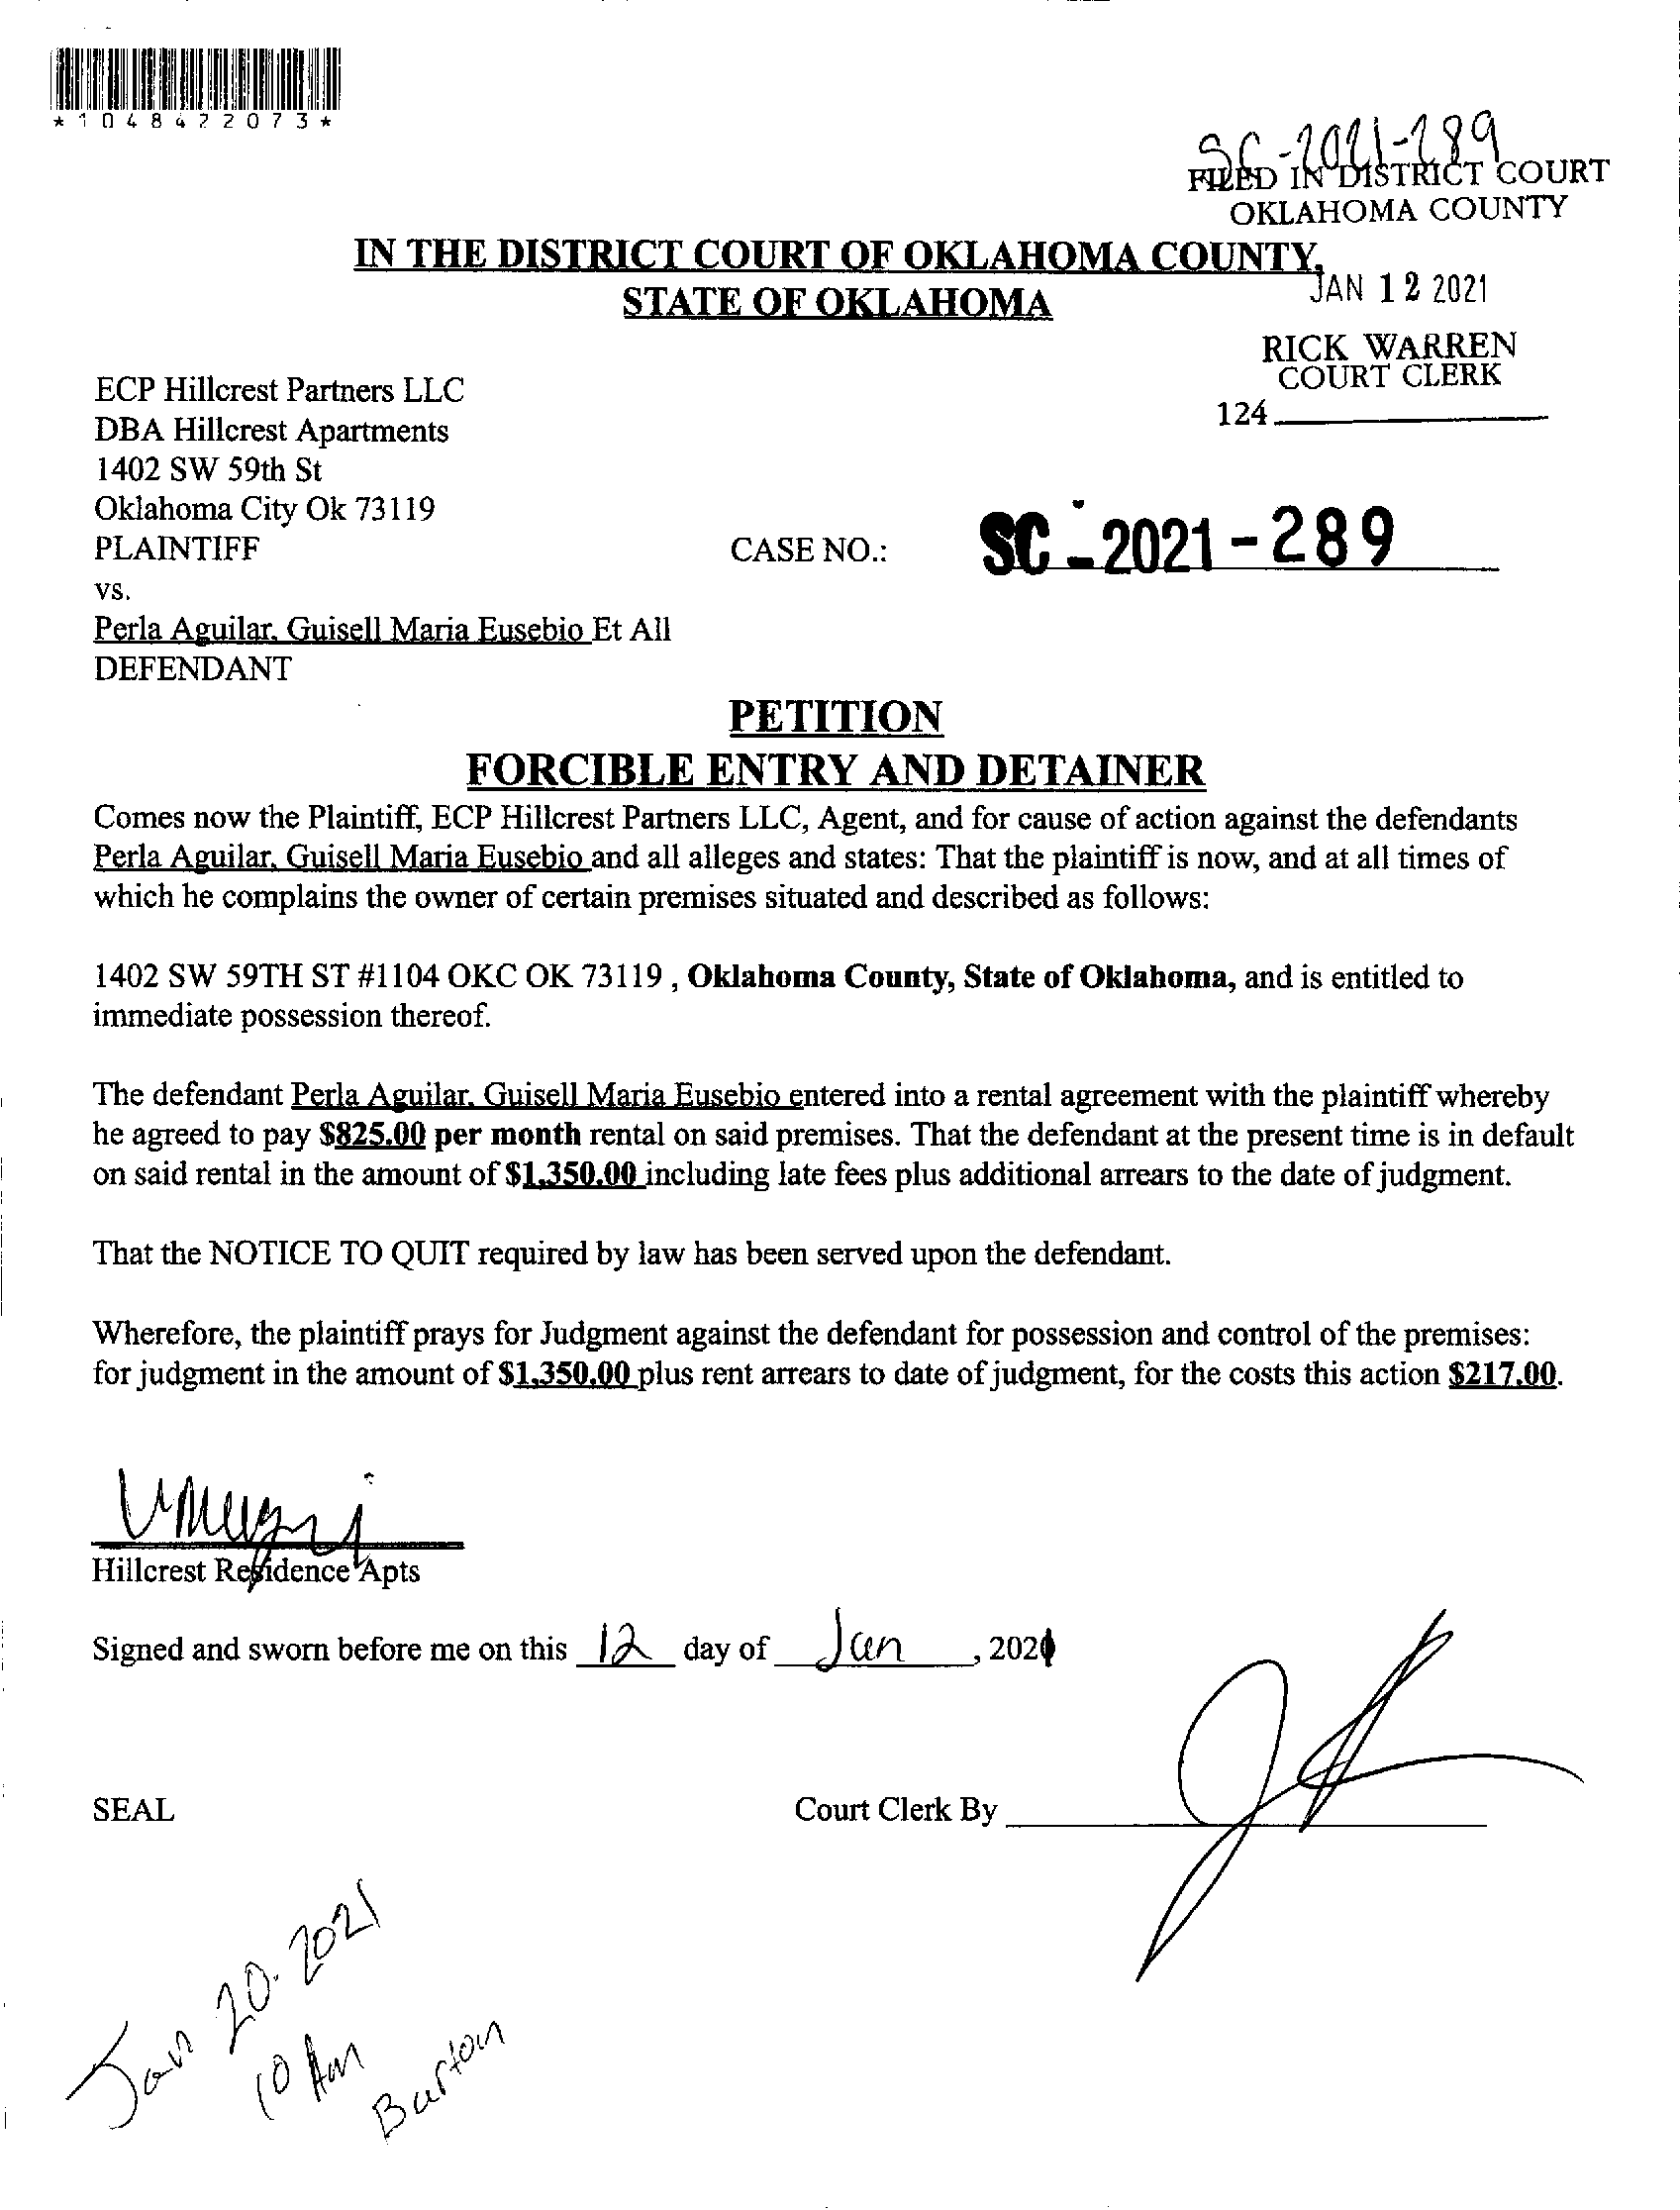 *1048472073*
SC-2021-289
FILED IN DISTRICT COURT
OKLAHOMA COUNTY
IN THE DISTRICT COURT OF OKLAHOMA COUNTY,
STATE OF OKLAHOMA
JAN 12 2021
RICK WARREN
COURT CLERK
124
ECP Hillcrest Partners LLC
DBA Hillcrest Apartments
1402 SW 59th St
Oklahoma City Ok 73119
PLAINTIFF
CASE NO.: SC-2021-289
vs.
Perla Aguilar, Guisell Maria Eusebio Et All
DEFENDANT
PETITION
FORCIBLE ENTRY AND DETAINER
Comes now the Plaintiff, ECP Hillcrest Partners LLC, Agent, and for cause of action against the defendants
Perla Aguilar, Guisell Maria Eusebio and all alleges and states: That the plaintiff is now, and at all times of
which he complains the owner of certain premises situated and described as follows:
1402 SW 59TH ST #1104 OKC OK 73119 , Oklahoma County, State of Oklahoma, and is entitled to
immediate possession thereof.
The defendant Perla Aguilar, Guisell Maria Eusebio entered into a rental agreement with the plaintiff whereby
he agreed to pay $825.00 per month rental on said premises. That the defendant at the present time is in default
on said rental in the amount of $1,350.00 including late fees plus additional arrears to the date of judgment.
That the NOTICE TO QUIT required by law has been served upon the defendant.
Wherefore, the plaintiff prays for Judgment against the defendant for possession and control of the premises:
for judgment in the amount of $1,350.00 plus rent arrears to date of judgment, for the costs this action $217.00.
Hillcrest Residence Apts
Signed and sworn before me on this 12 day of Jan , 2021
SEAL
Court Clerk By
Jan 20. 2021
10 Am
Burton